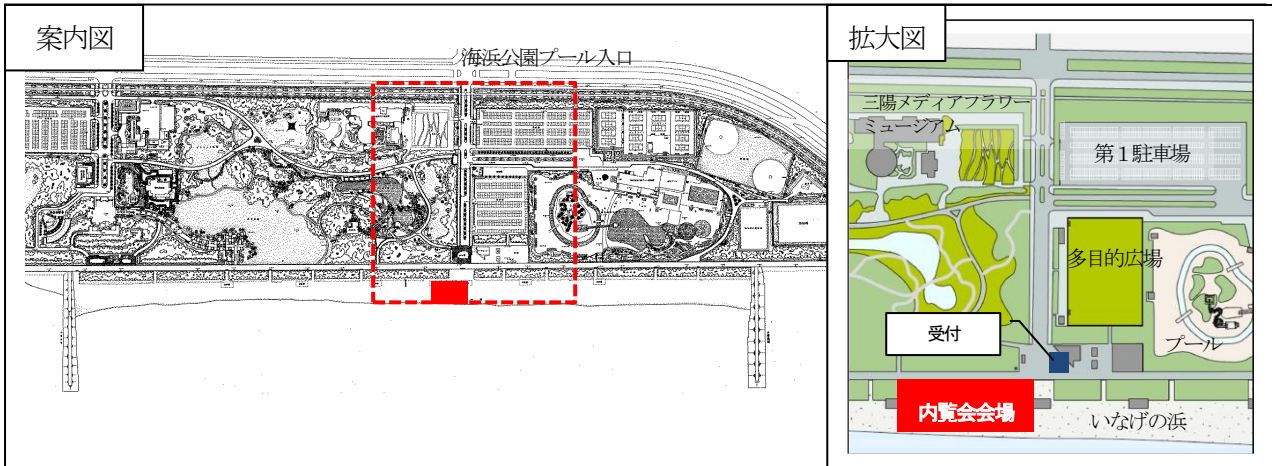 案内図
海浜公園プール入口
拡大図
三陽メディアフラワー
ミュージアム
第１駐車場
多目的広場
受付
プール
内覧会会場
いなげの浜